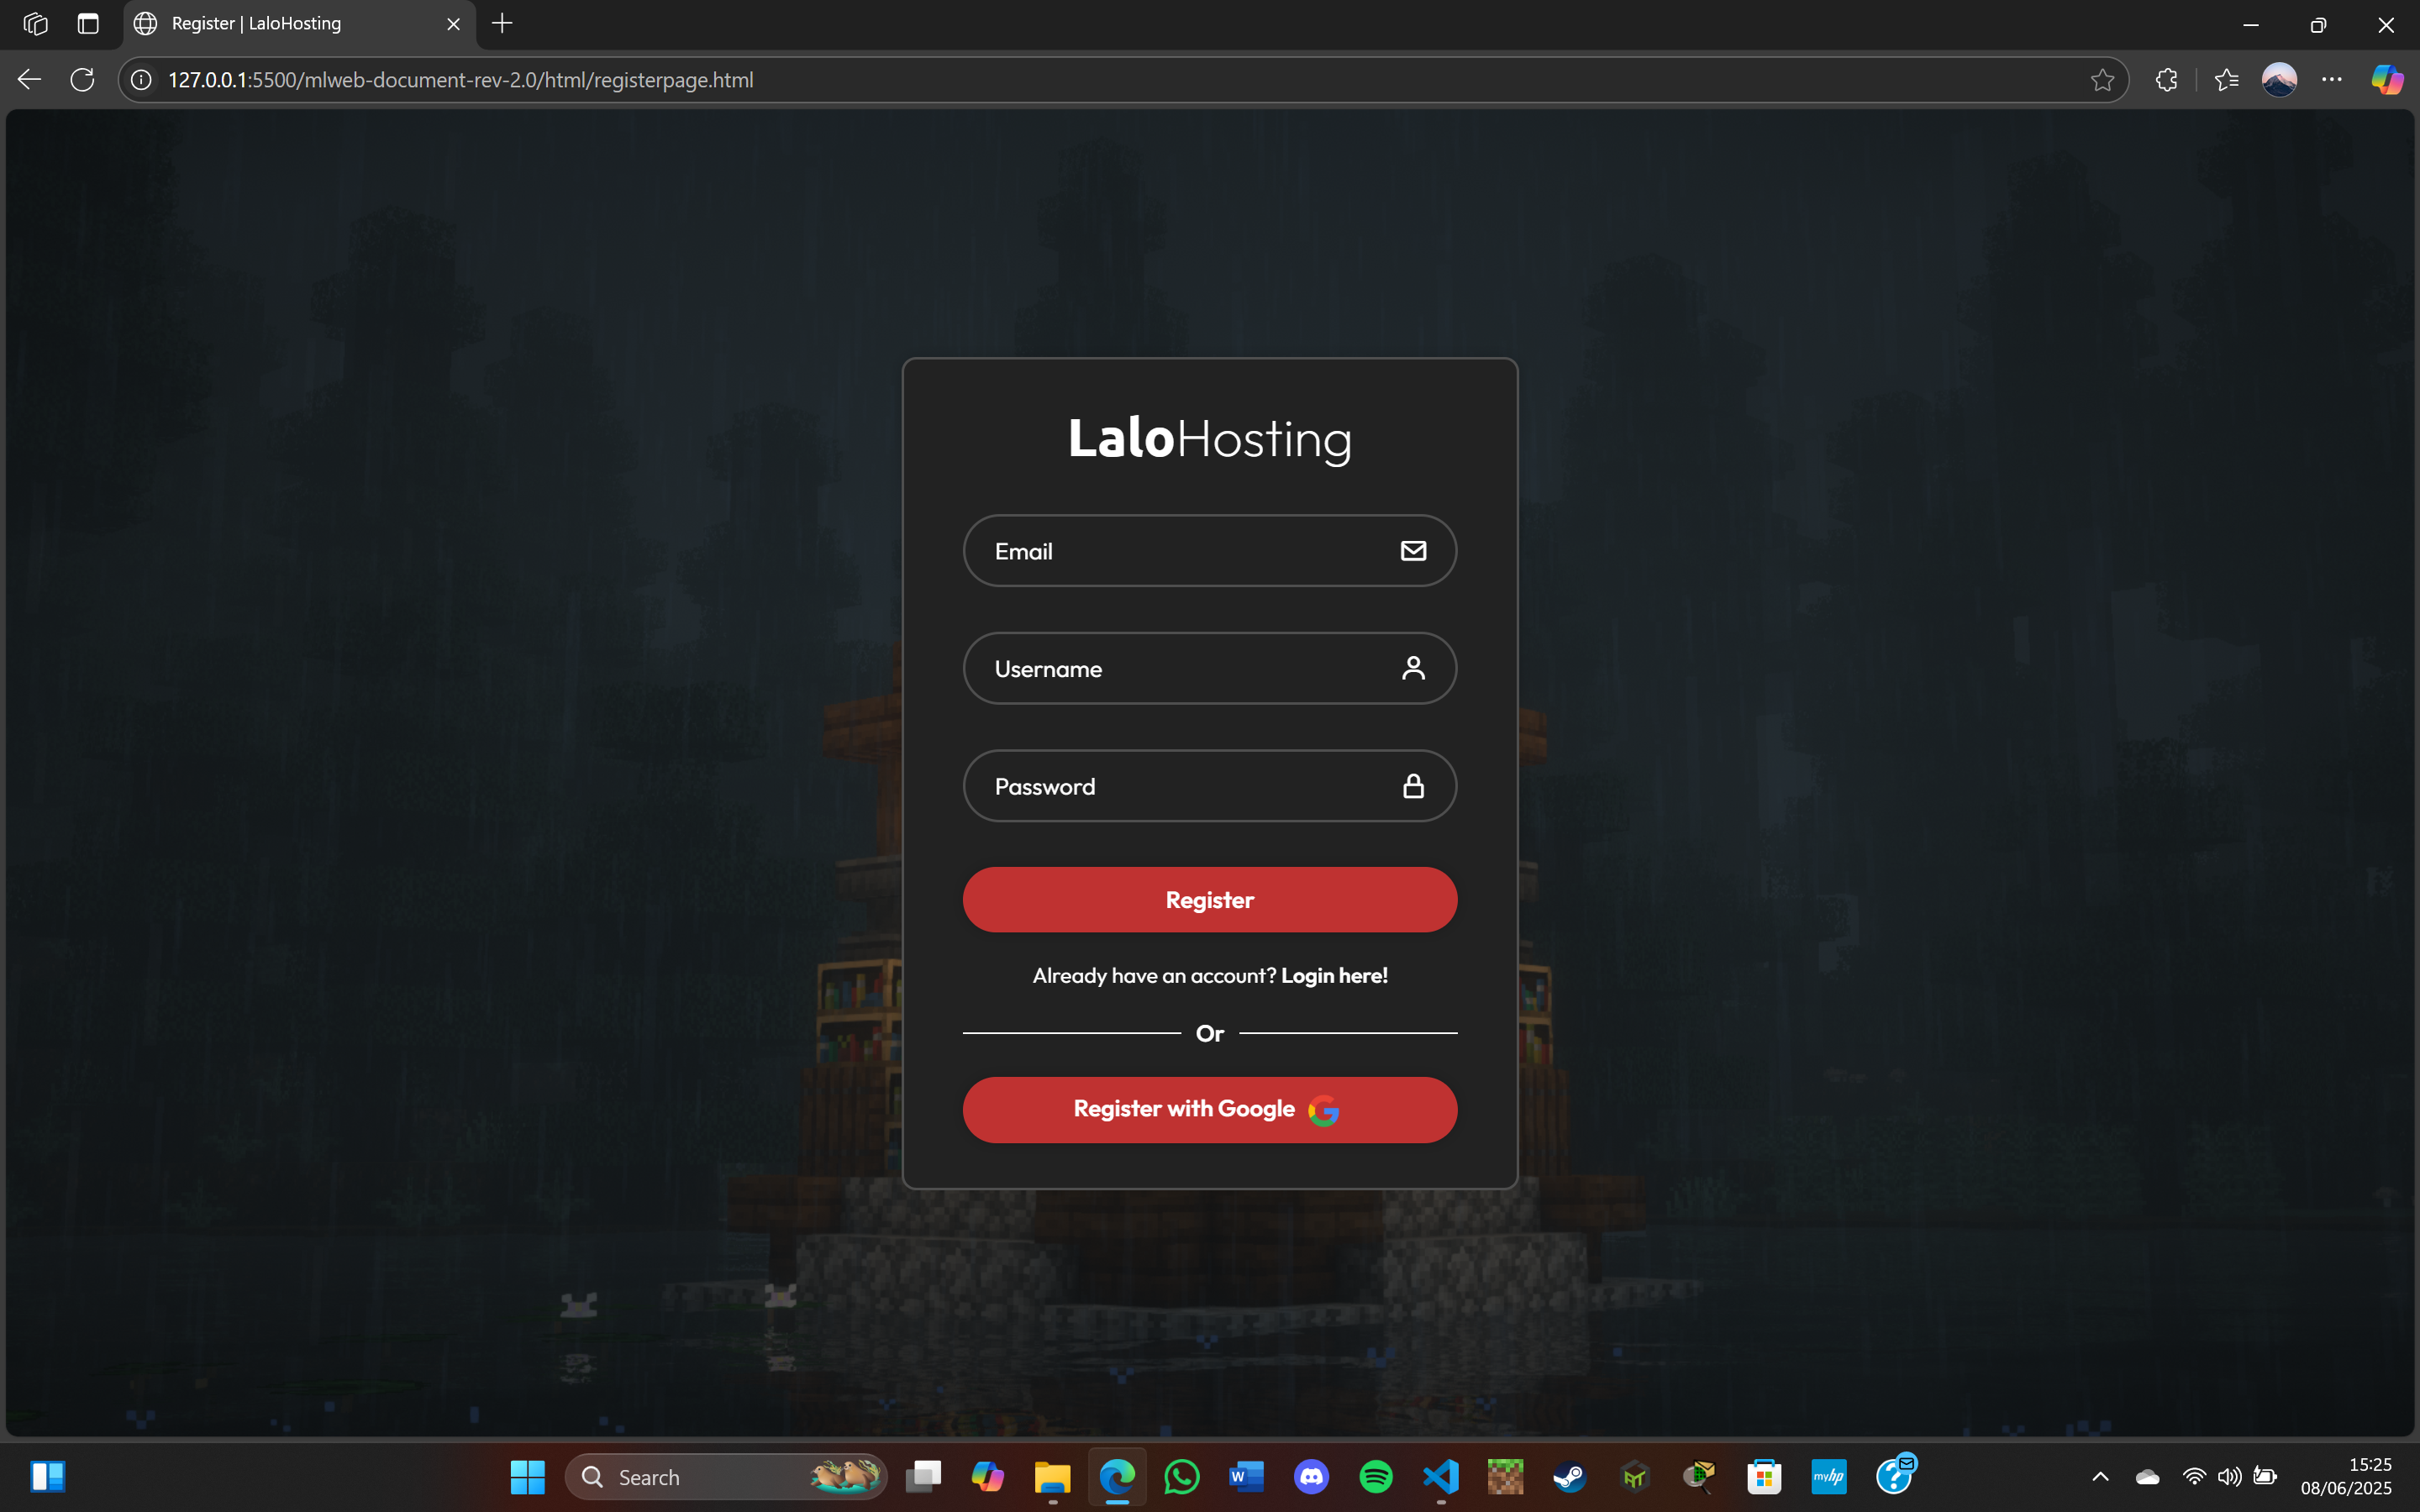 Register | LaloHosting
127.0.0.1:5500/mlweb-document-rev-2.0/html/registerpage.html
LaloHosting
Email
Username
Password
Register
Already have an account? Login here!
Or
Register with Google
Search
W
myhp
?
15:25
08/06/2025